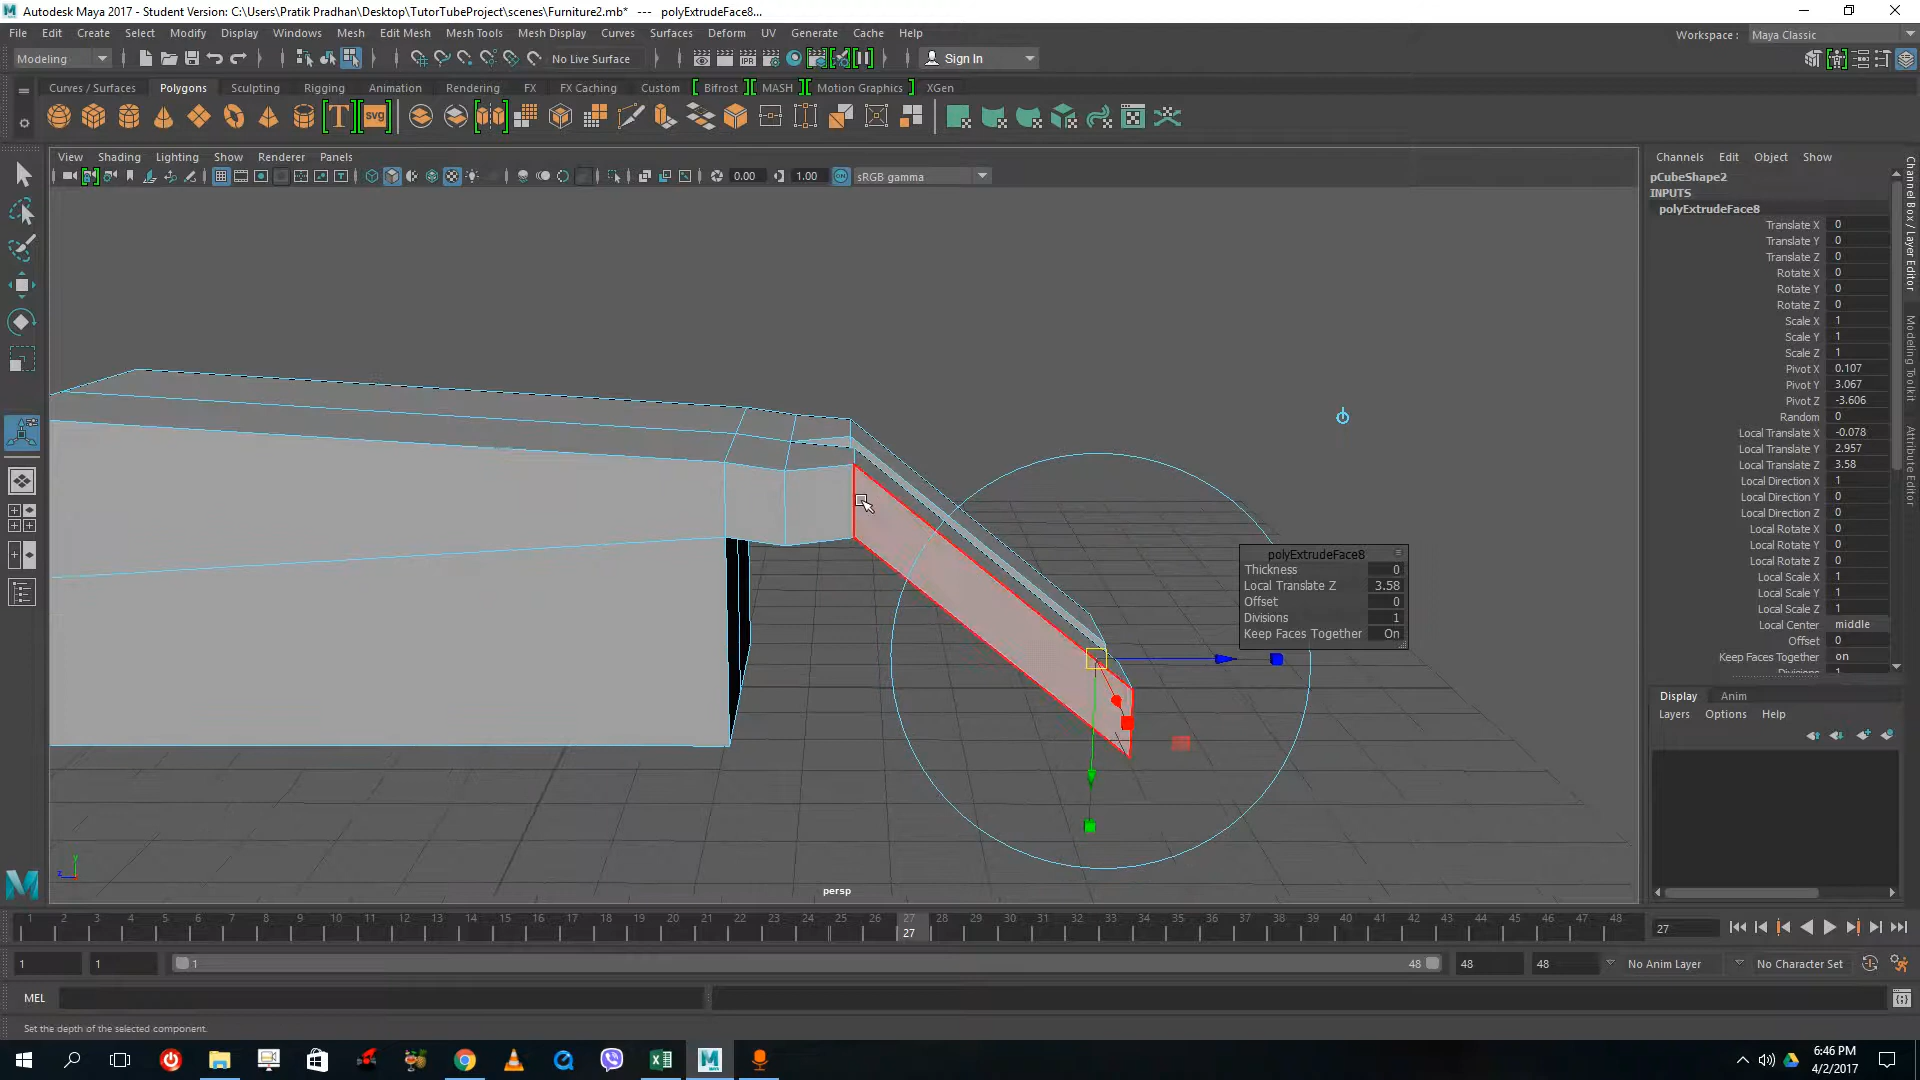 Autodesk Maya 2017 - Student Version: C:\Users\Pratik Pradhan\Desktop\TutorTubeProject\scenes\Furniture2.mb*   ---   polyExtrudeFace8...
File Edit Create Select Modify Display Windows Mesh Edit Mesh Mesh Tools Mesh Display Curves Surfaces Deform UV Generate Cache Help
Workspace : Maya Classic
Modeling
No Live Surface
Sign In
Curves / Surfaces Polygons Sculpting Rigging Animation Rendering FX FX Caching Custom Bifrost MASH Motion Graphics XGen
T
svg
View Shading Lighting Show Renderer Panels
0.00
1.00
sRGB gamma
Channels Edit Object Show
pCubeShape2
INPUTS
polyExtrudeFace8
Translate X 0
Translate Y 0
Translate Z 0
Rotate X 0
Rotate Y 0
Rotate Z 0
Scale X 1
Scale Y 1
Scale Z 1
Pivot X 0.107
Pivot Y 3.067
Pivot Z -3.606
Random 0
Local Translate X -0.078
Local Translate Y 2.957
Local Translate Z 3.58
Local Direction X 1
Local Direction Y 0
Local Direction Z 0
Local Rotate X 0
Local Rotate Y 0
Local Rotate Z 0
Local Scale X 1
Local Scale Y 1
Local Scale Z 1
Local Center middle
Offset 0
Keep Faces Together on
Channel Box / Layer Editor
Modeling Toolkit
Attribute Editor
polyExtrudeFace8
Thickness 0
Local Translate Z 3.58
Offset 0
Divisions 1
Keep Faces Together On
Display Anim
Layers Options Help
persp
1 2 3 4 5 6 7 8 9 10 11 12 13 14 15 16 17 18 19 20 21 22 23 24 25 26 27 28 29 30 31 32 33 34 35 36 37 38 39 40 41 42 43 44 45 46 47 48
27
27
1 1 1 48 48 48 No Anim Layer No Character Set
MEL
Set the depth of the selected component.
6:46 PM
4/2/2017